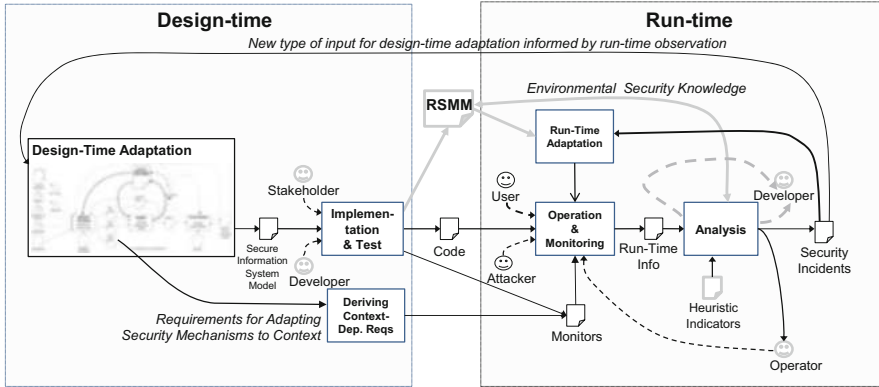 Design-time
Run-time
New type of input for design-time adaptation informed by run-time observation
Environmental Security Knowledge
RSMM
Run-Time
Adaptation
Design-Time Adaptation
Stakeholder
Implemen-
tation
& Test
User
Operation
&
Monitoring
Analysis
Developer
Secure
Information
System
Model
Developer
Code
Attacker
Run-Time
Info
Security
Incidents
Heuristic
Indicators
Requirements for Adapting
Security Mechanisms to Context
Deriving
Context-
Dep. Reqs
Monitors
Operator